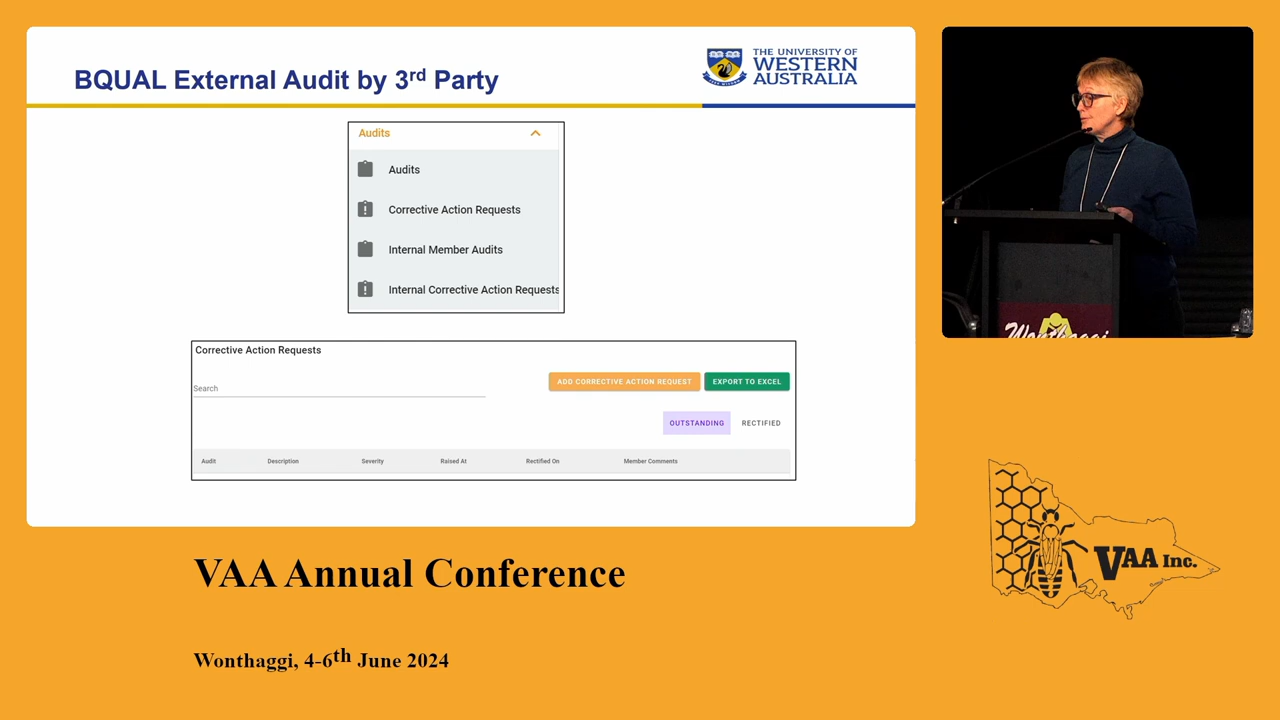 BQUAL External Audit by 3rd Party
THE UNIVERSITY OF
WESTERN
AUSTRALIA
Audits
Audits
Corrective Action Requests
Internal Member Audits
Internal Corrective Action Requests
Corrective Action Requests
Search
ADD CORRECTIVE ACTION REQUEST
EXPORT TO EXCEL
OUTSTANDING
RECTIFIED
Audit Description Severity Raised At Rectified On Member Comments
Wonthaggi
VAA Inc.
VAA Annual Conference
Wonthaggi, 4-6th June 2024